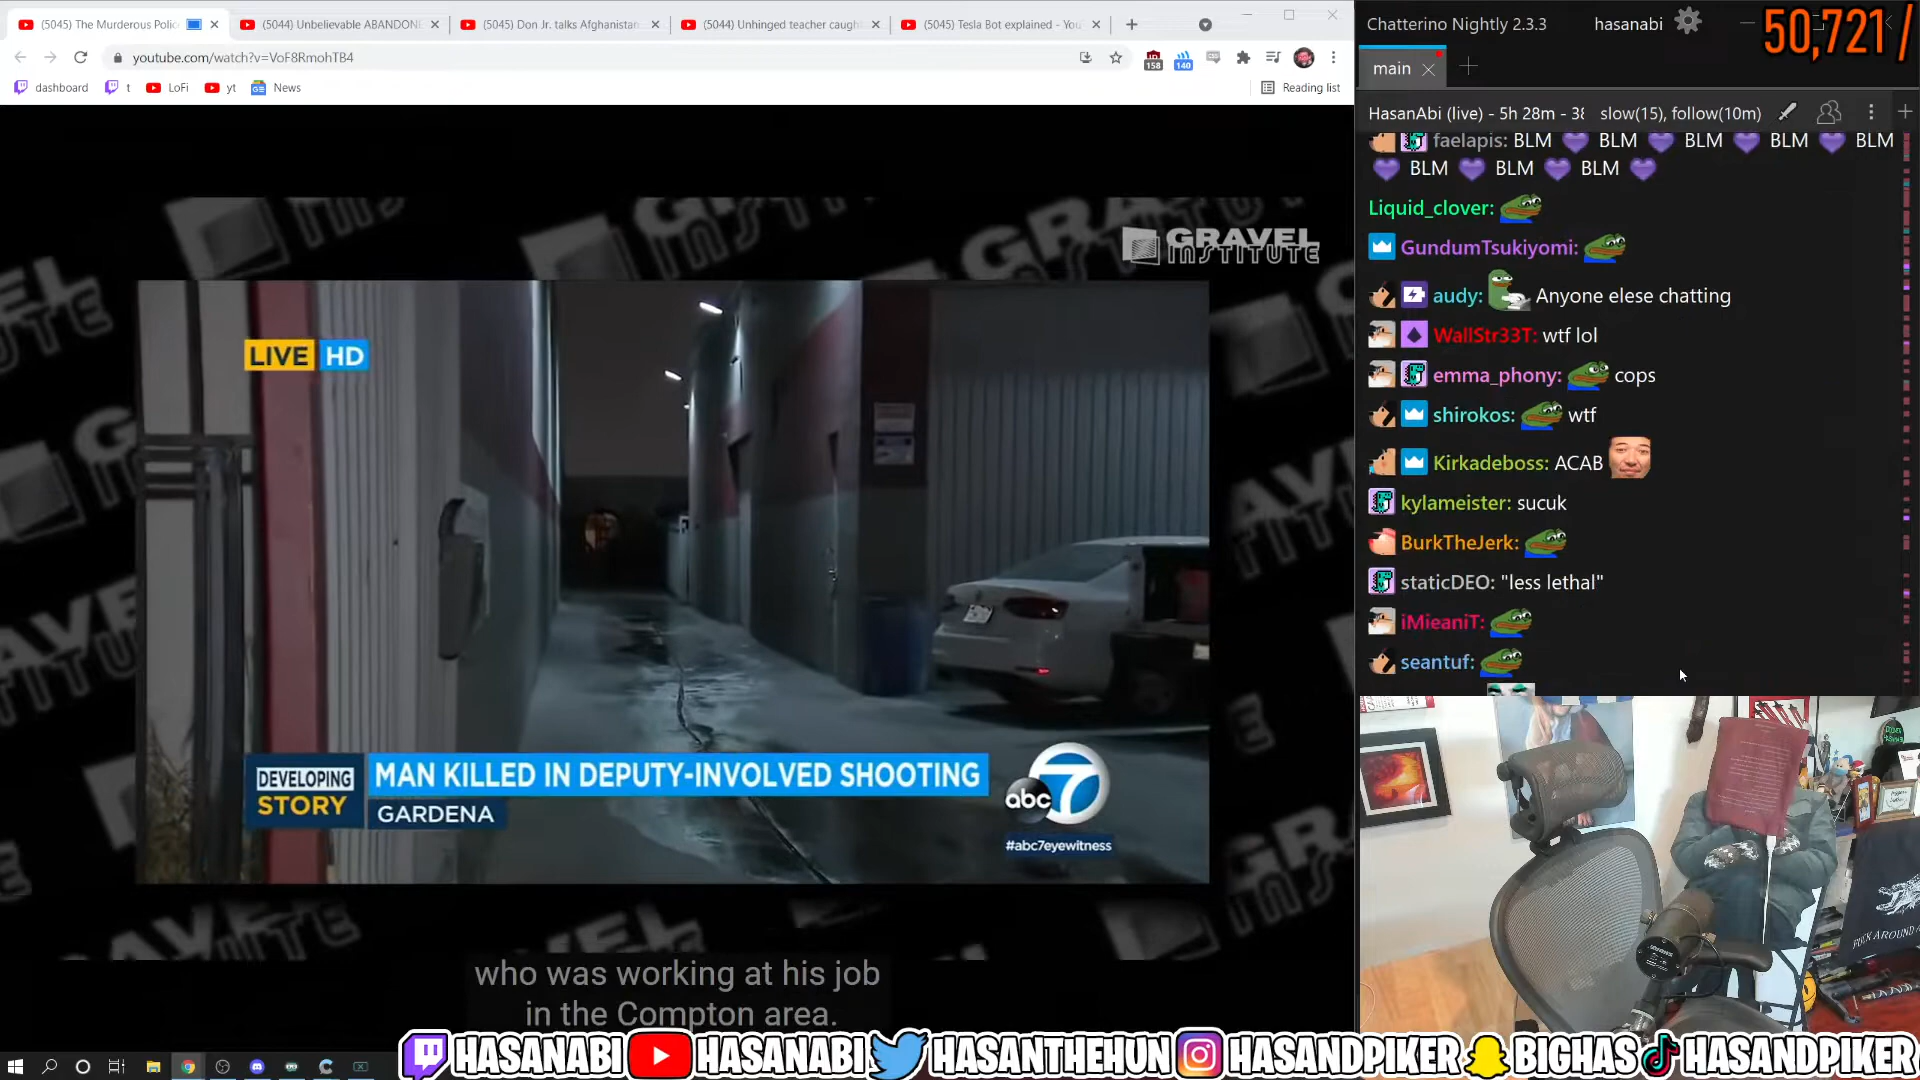 (5045) The Murderous Polic
(5044) Unbelievable ABANDONE
(5045) Don Jr. talks Afghanistan
(5044) Unhinged teacher caught
(5045) Tesla Bot explained - You
youtube.com/watch?v=VoF8RmohTB4
158
140
dashboard
t
LoFi
yt
News
Reading list
GRAVEL
INSTITUTE
LIVE HD
DEVELOPING
STORY
MAN KILLED IN DEPUTY-INVOLVED SHOOTING
GARDENA
abc 7
#abc7eyewitness
who was working at his job
in the Compton area.
Chatterino Nightly 2.3.3
hasanabi
50,721 /
main
HasanAbi (live) - 5h 28m - 38
slow(15), follow(10m)
faelapis: BLM BLM BLM BLM BLM
BLM BLM BLM
Liquid_clover:
GundumTsukiyomi:
audy: Anyone elese chatting
WallStr33T: wtf lol
emma_phony: cops
shirokos: wtf
Kirkadeboss: ACAB
kylameister: sucuk
BurkTheJerk:
staticDEO: "less lethal"
iMieaniT:
seantuf:
HASANABI HASANABI HASANTHEHUN HASANDPIKER BIGHAS HASANDPIKER